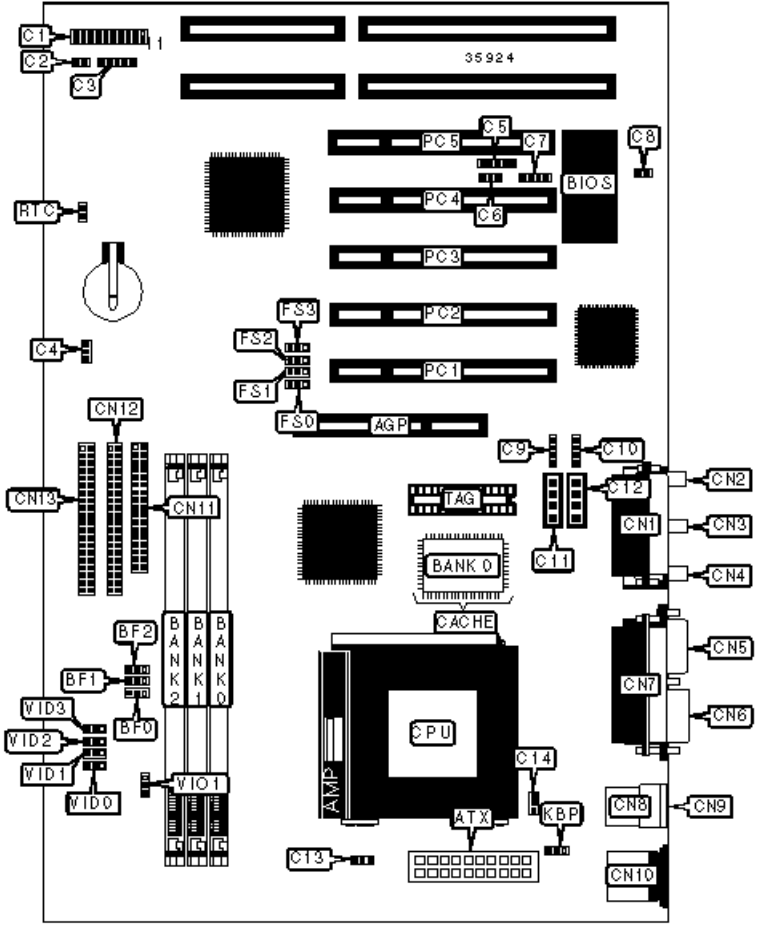 C1
1
C2
C3
35924
PC5
C5
C7
C8
BIOS
PC4
C6
RTC
PC3
FS3
PC2
FS2
C4
FS1
PC1
FS0
AGP
CN12
C9
C10
CN13
CN11
TAG
C12
CN2
CN1
CN3
C11
BANK 0
CN4
CACHE
BANK2
BANK1
BANK0
BF2
CN5
BF1
CN7
VID3
BF0
CN6
VID2
CPU
VID1
C14
VIO1
VID0
AMP
KBP
CN8
CN9
ATX
C13
CN10